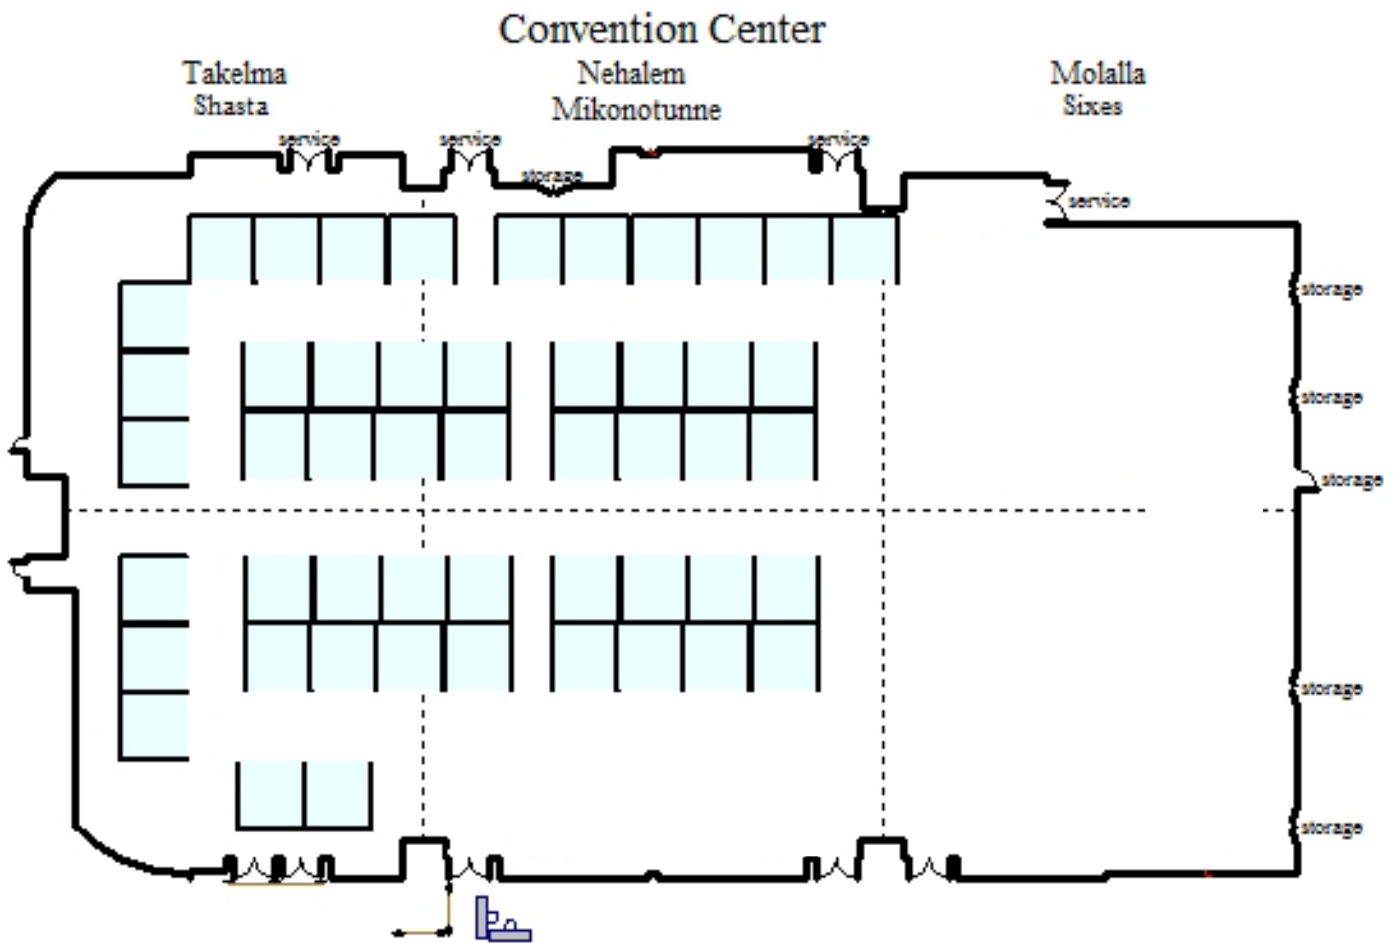 Convention Center
Takelma
Shasta
Nehalem
Mikonotunne
Molalla
Sixes
service
service
service
storage
service
storage
storage
storage
storage
storage